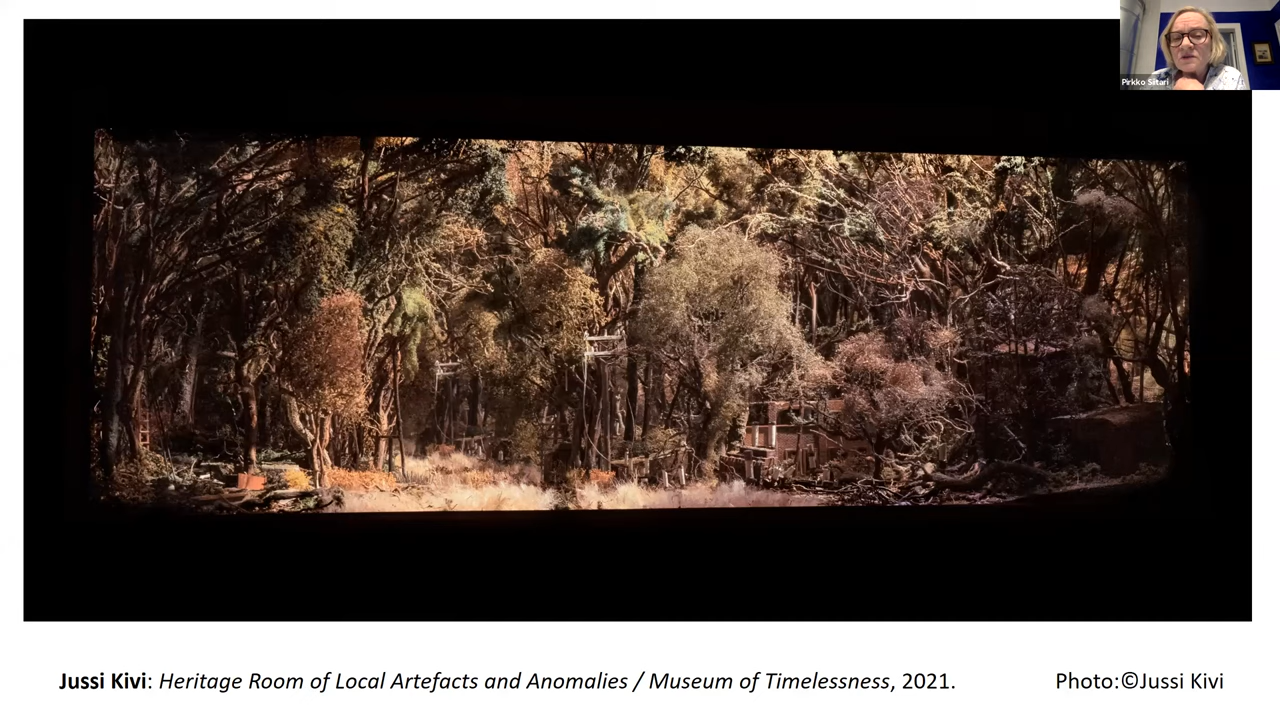 Pirkko Siitari
Jussi Kivi: Heritage Room of Local Artefacts and Anomalies / Museum of Timelessness, 2021.
Photo:©Jussi Kivi